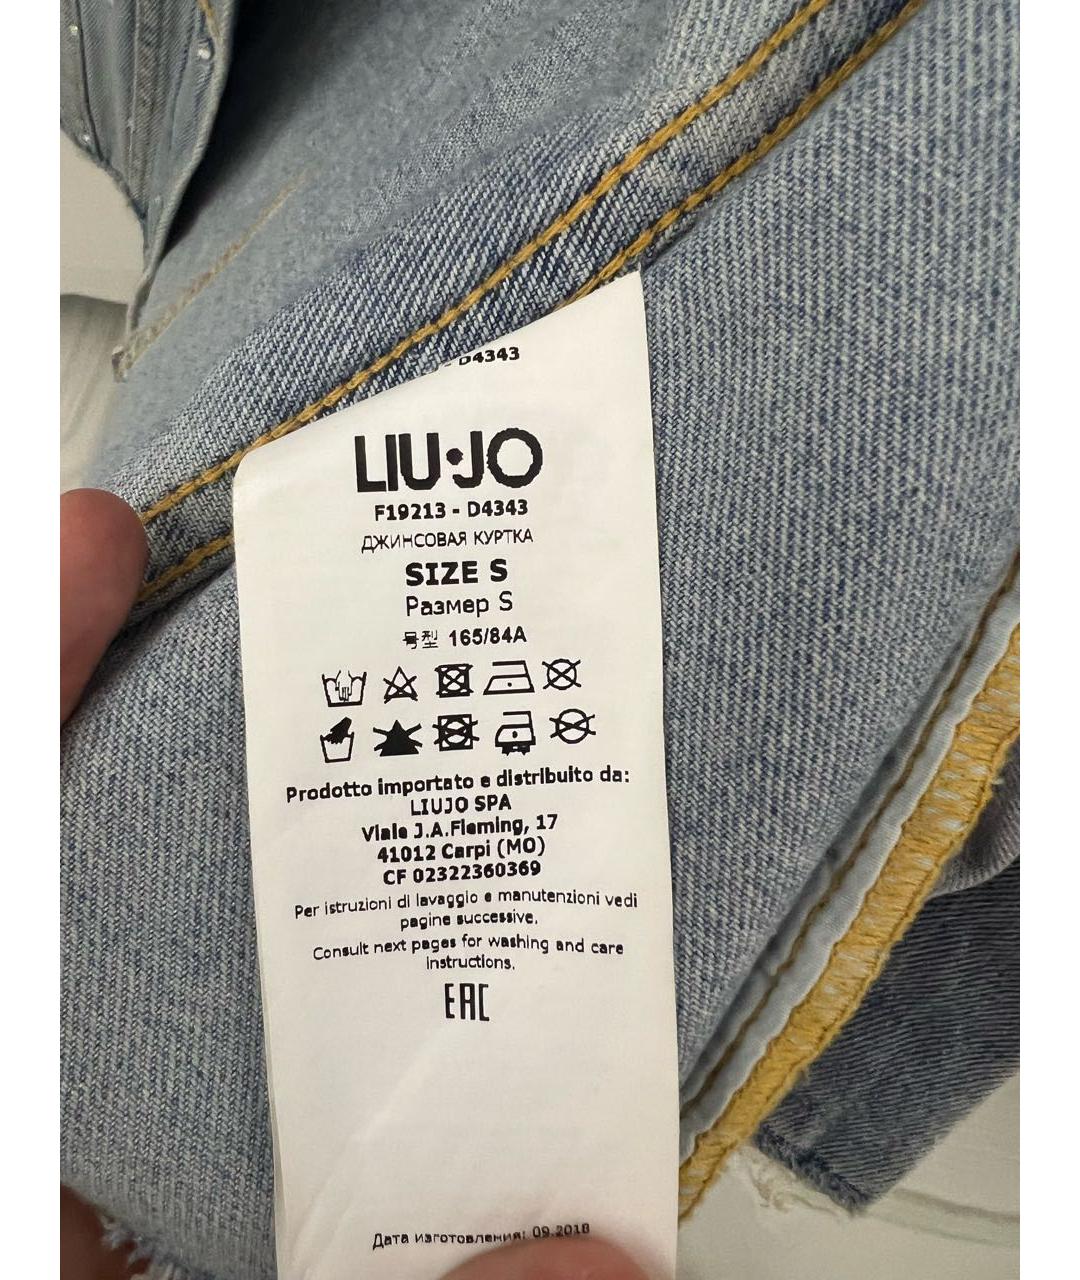 D4343
LIU·JO
F19213 - D4343
ДЖИНСОВАЯ КУРТКА
SIZE S
Размер S
号型 165/84A
Prodotto importato e distribuito da:
LIUJO SPA
Viale J.A.Fleming, 17
41012 Carpi (MO)
CF 02322360369
Per istruzioni di lavaggio e manutenzioni vedi
pagine successive.
Consult next pages for washing and care
instructions.
EAC
Дата изготовления: 09.2018